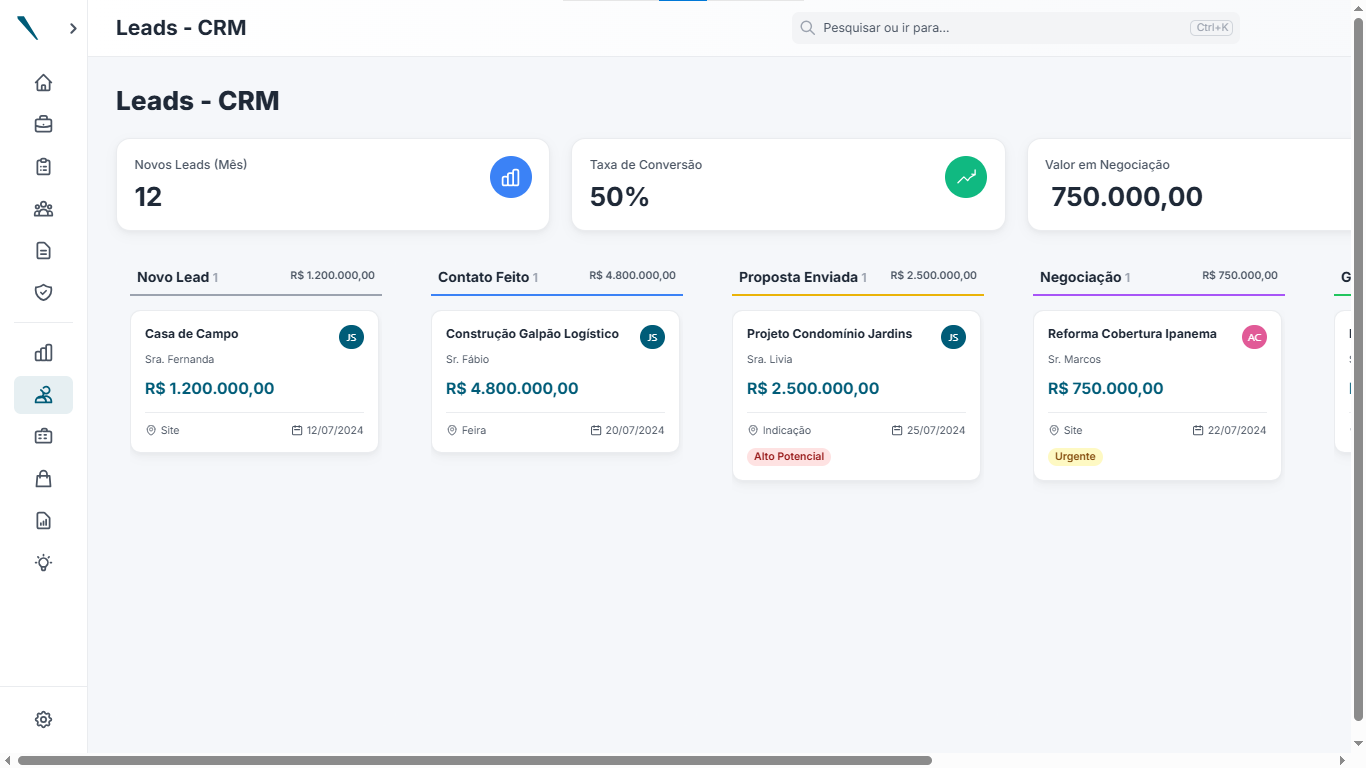 Leads - CRM
Pesquisar ou ir para...
Ctrl+K
Leads - CRM
Novos Leads (Mês)
12
Taxa de Conversão
50%
Valor em Negociação
750.000,00
Novo Lead 1
R$ 1.200.000,00
Contato Feito 1
R$ 4.800.000,00
Proposta Enviada 1
R$ 2.500.000,00
Negociação 1
R$ 750.000,00
G
Casa de Campo
JS
Sra. Fernanda
R$ 1.200.000,00
Site
12/07/2024
Construção Galpão Logístico
JS
Sr. Fábio
R$ 4.800.000,00
Feira
20/07/2024
Projeto Condomínio Jardins
JS
Sra. Lívia
R$ 2.500.000,00
Indicação
25/07/2024
Alto Potencial
Reforma Cobertura Ipanema
AC
Sr. Marcos
R$ 750.000,00
Site
22/07/2024
Urgente